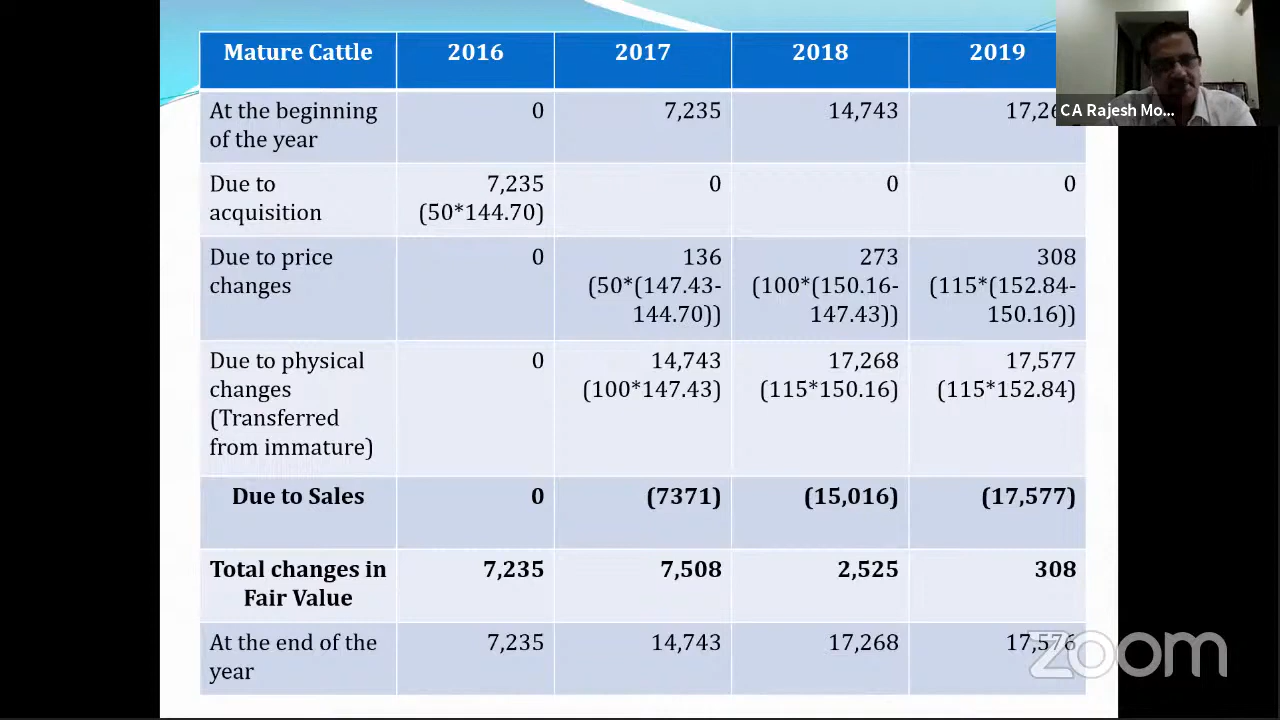 Mature Cattle 2016 2017 2018 2019
At the beginning 0 7,235 14,743
of the year
Due to 7,235 0 0 0
acquisition (50*144.70)
Due to price 0 136 273 308
changes (50*(147.43- (100*(150.16- (115*(152.84-
144.70)) 147.43)) 150.16))
Due to physical 0 14,743 17,268 17,577
changes (100*147.43) (115*150.16) (115*152.84)
(Transferred
from immature)
Due to Sales 0 (7371) (15,016) (17,577)
Total changes in 7,235 7,508 2,525 308
Fair Value
At the end of the 7,235 14,743 17,268 17,576
year
CA Rajesh Mo...
zoom